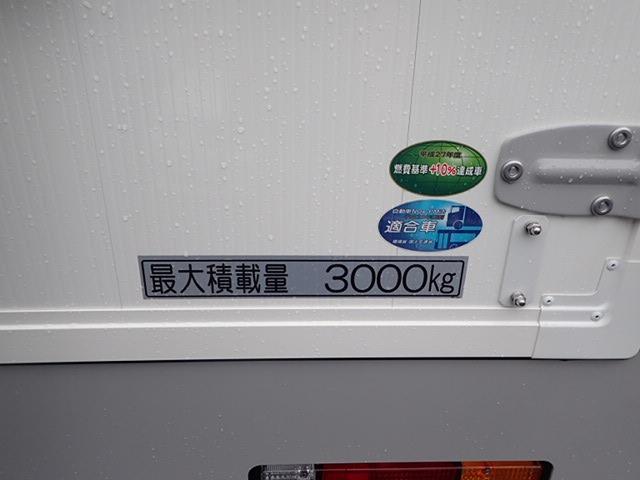 平成27年度
燃費基準+10%達成車
適合車
最大積載量 3000kg